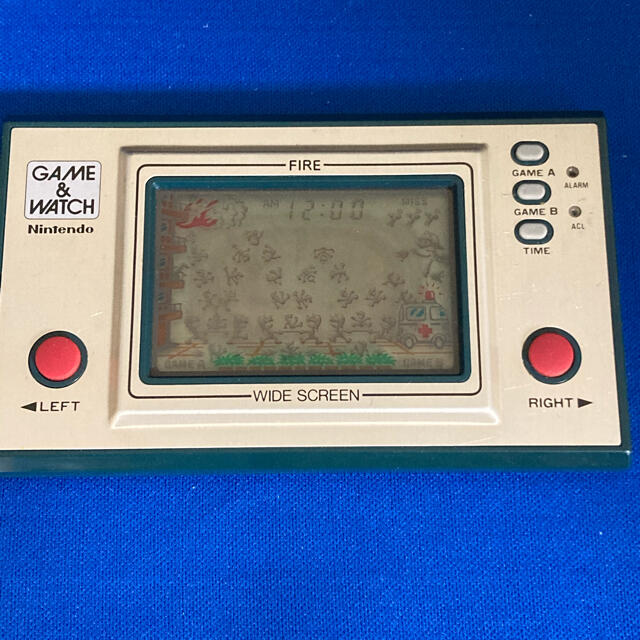 GAME
&
WATCH
Nintendo
FIRE
AM 12:00
MISS
GAME A
GAME B
WIDE SCREEN
◄LEFT
GAME A
ALARM
GAME B
ACL
TIME
RIGHT►